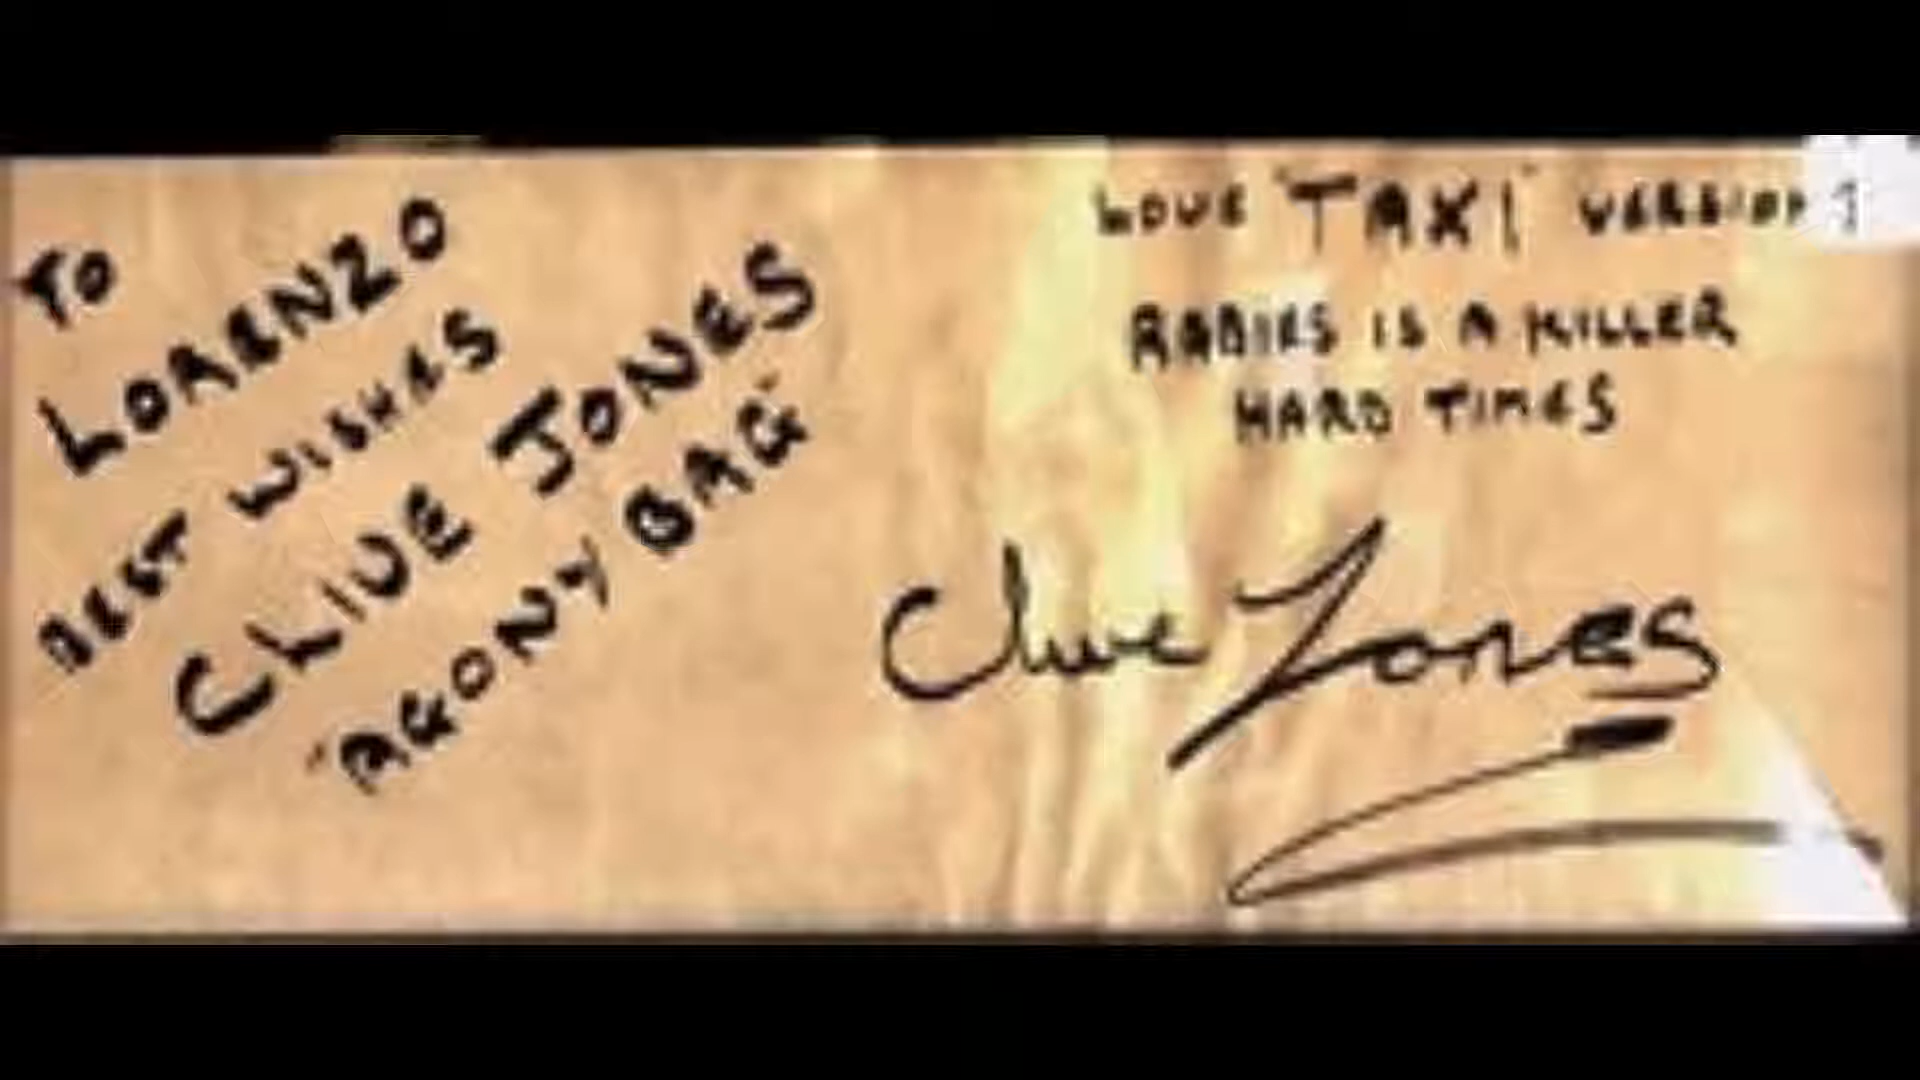 TO
LORENZO
BEST WISHES
CLIVE JONES
"AGONY BAG"
LOVE "TAXI" VERSION 1
RABIES IS A KILLER
HARD TIMES
Clive Jones